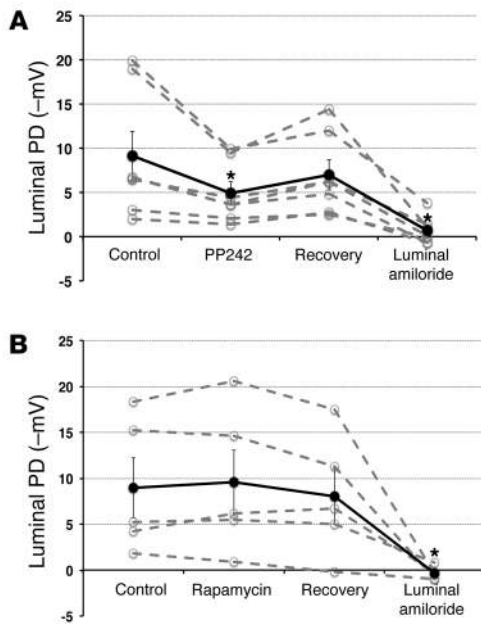 A
25
20
15
10
5
0
-5
Luminal PD (–mV)
*
*
Control PP242 Recovery Luminal
amiloride
B
25
20
15
10
5
0
-5
Luminal PD (–mV)
*
Control Rapamycin Recovery Luminal
amiloride